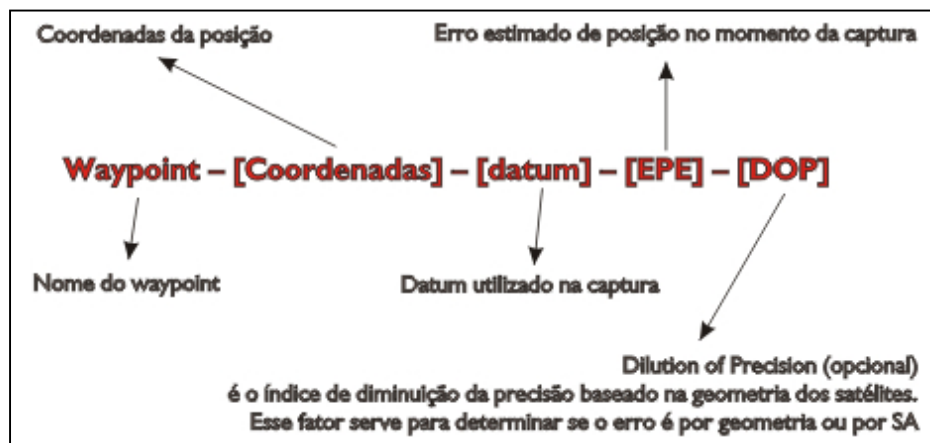 Coordenadas da posição
Erro estimado de posição no momento da captura
Waypoint – [Coordenadas] – [datum] – [EPE] – [DOP]
Nome do waypoint
Datum utilizado na captura
Dilution of Precision (opcional)
é o índice de diminuição da precisão baseado na geometria dos satélites.
Esse fator serve para determinar se o erro é por geometria ou por SA